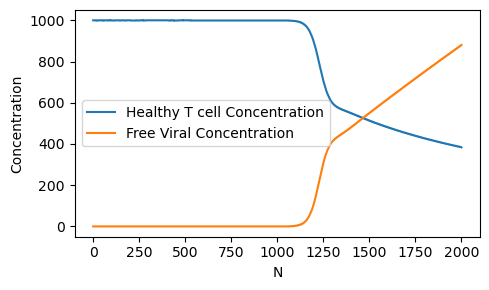 1000
800
600
400
200
0
Concentration
Healthy T cell Concentration
Free Viral Concentration
0 250 500 750 1000 1250 1500 1750 2000
N